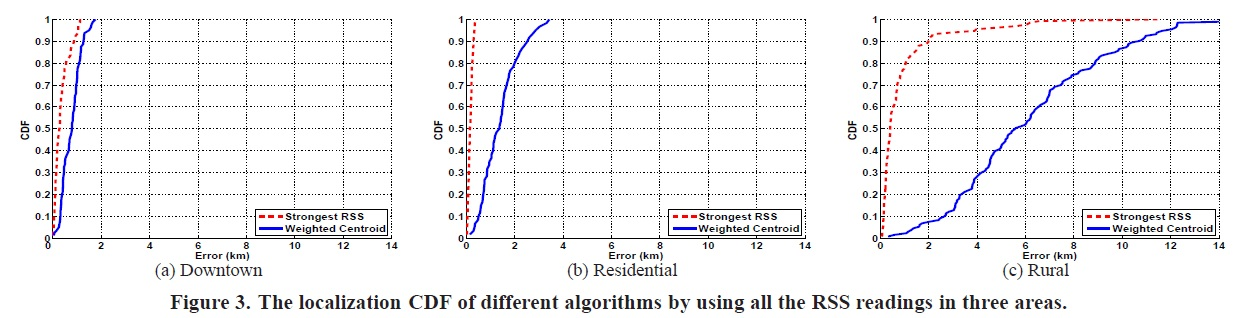 1
0.9
0.8
0.7
0.6
0.5
0.4
0.3
0.2
0.1
0
CDF
Strongest RSS
Weighted Centroid
0 2 4 6 8 10 12 14
Error (km)
(a) Downtown
1
0.9
0.8
0.7
0.6
0.5
0.4
0.3
0.2
0.1
0
CDF
Strongest RSS
Weighted Centroid
0 2 4 6 8 10 12 14
Error (km)
(b) Residential
1
0.9
0.8
0.7
0.6
0.5
0.4
0.3
0.2
0.1
0
CDF
Strongest RSS
Weighted Centroid
0 2 4 6 8 10 12 14
Error (km)
(c) Rural
Figure 3. The localization CDF of different algorithms by using all the RSS readings in three areas.